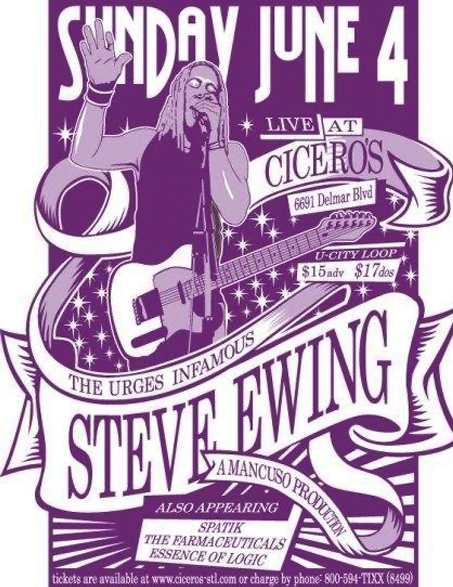 SUNDAY JUNE 4
LIVE AT
CICERO'S
6691 Delmar Blvd
U-CITY LOOP
$15adv $17dos
THE URGES INFAMOUS
STEVE EWING
A MANCUSO PRODUCTION
ALSO APPEARING
SPATIK
THE FARMACEUTICALS
ESSENCE OF LOGIC
tickets are available at www.ciceros-stl.com or charge by phone: 800-594-TIXX (8499)